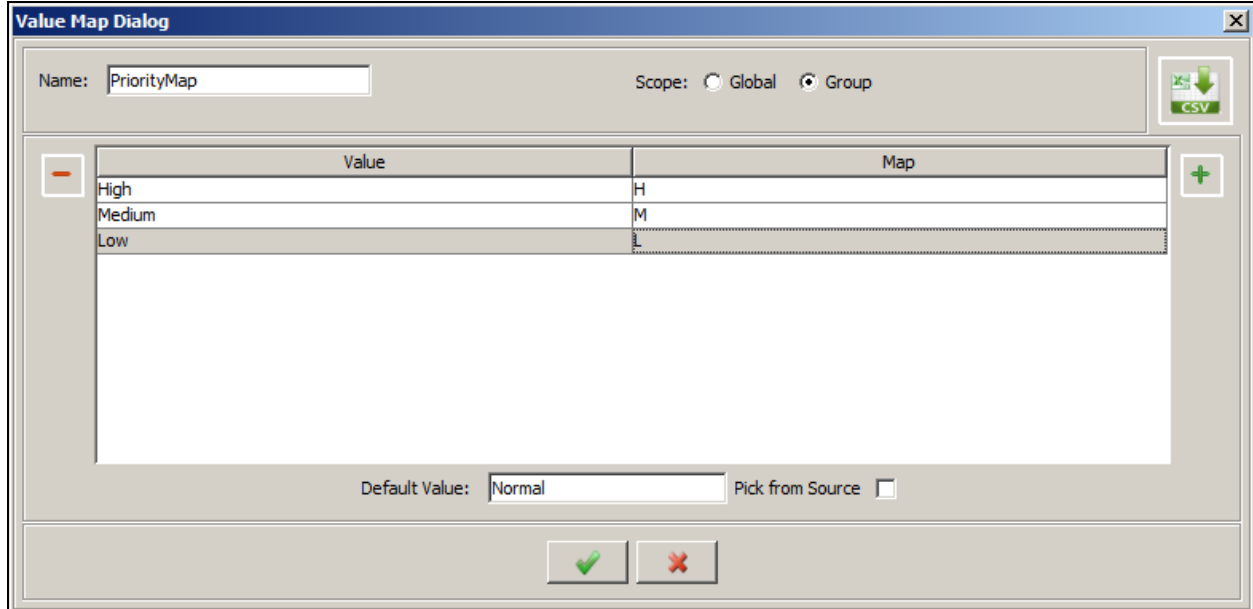 Value Map Dialog
Name: PriorityMap Scope: Global Group
CSV
Value Map
High H
Medium M
Low L
Default Value: Normal Pick from Source